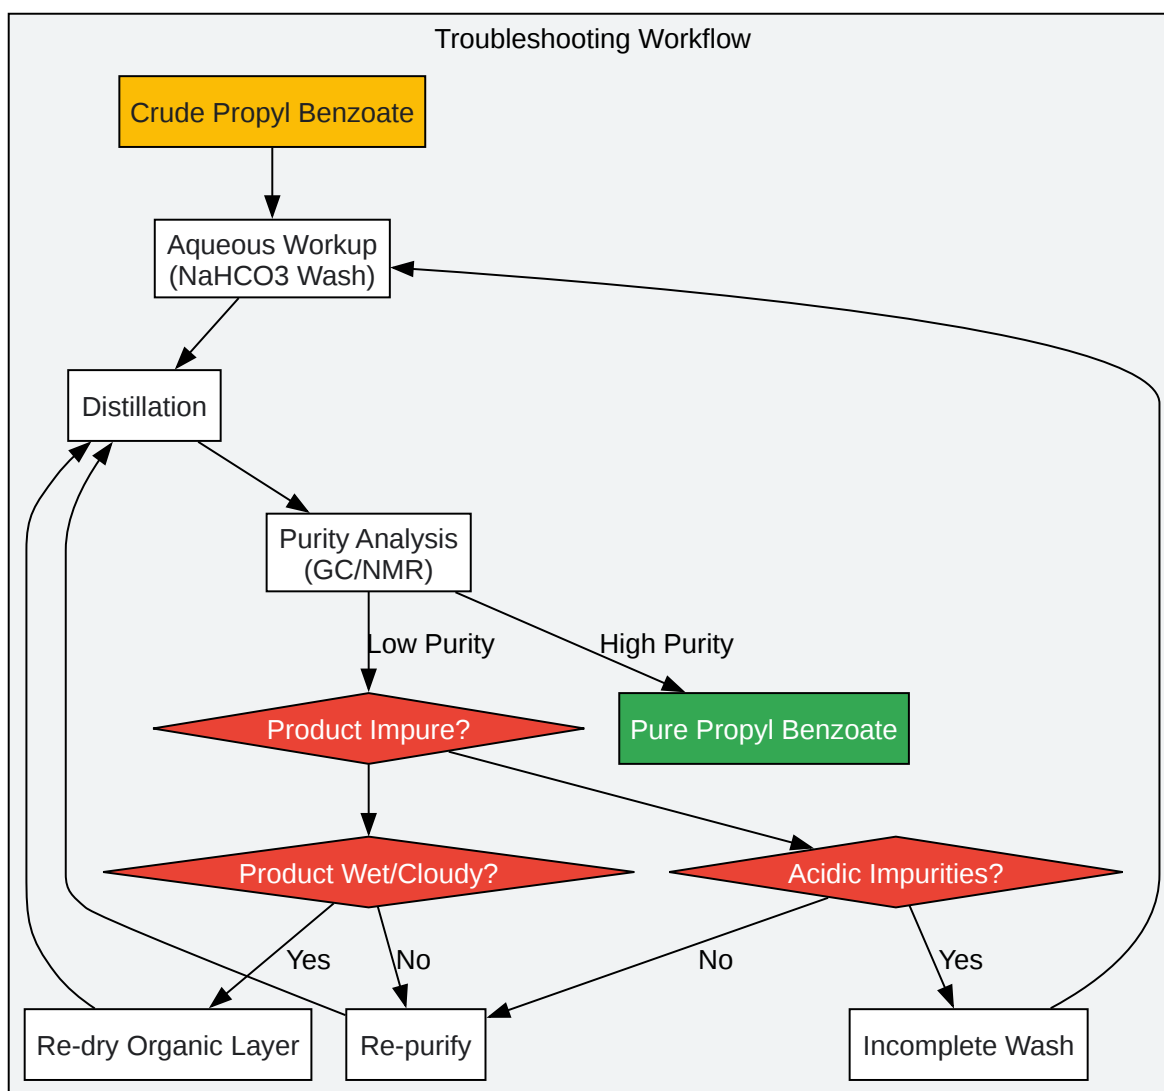 Troubleshooting Workflow
Crude Propyl Benzoate
Aqueous Workup
(NaHCO3 Wash)
Distillation
Purity Analysis
(GC/NMR)
Low Purity
High Purity
Product Impure?
Pure Propyl Benzoate
Product Wet/Cloudy?
Acidic Impurities?
Yes
No
No
Yes
Re-dry Organic Layer
Re-purify
Incomplete Wash